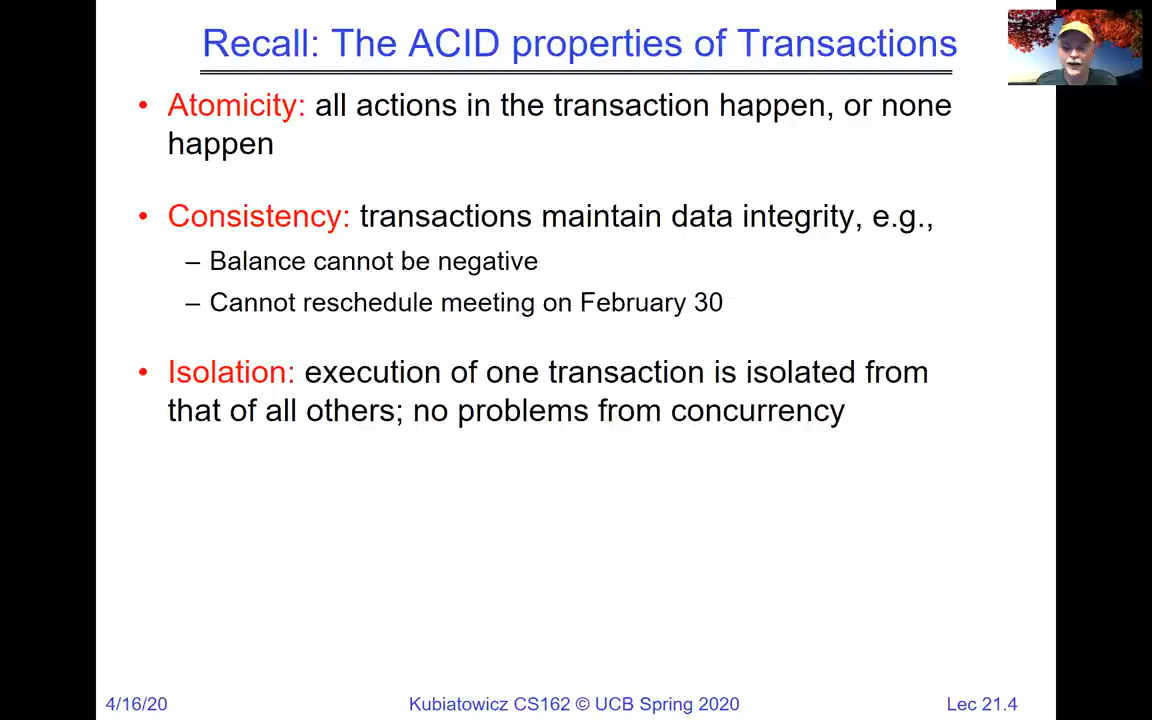 Recall: The ACID properties of Transactions
• Atomicity: all actions in the transaction happen, or none
happen
• Consistency: transactions maintain data integrity, e.g.,
– Balance cannot be negative
– Cannot reschedule meeting on February 30
• Isolation: execution of one transaction is isolated from
that of all others; no problems from concurrency
4/16/20
Kubiatowicz CS162 © UCB Spring 2020
Lec 21.4